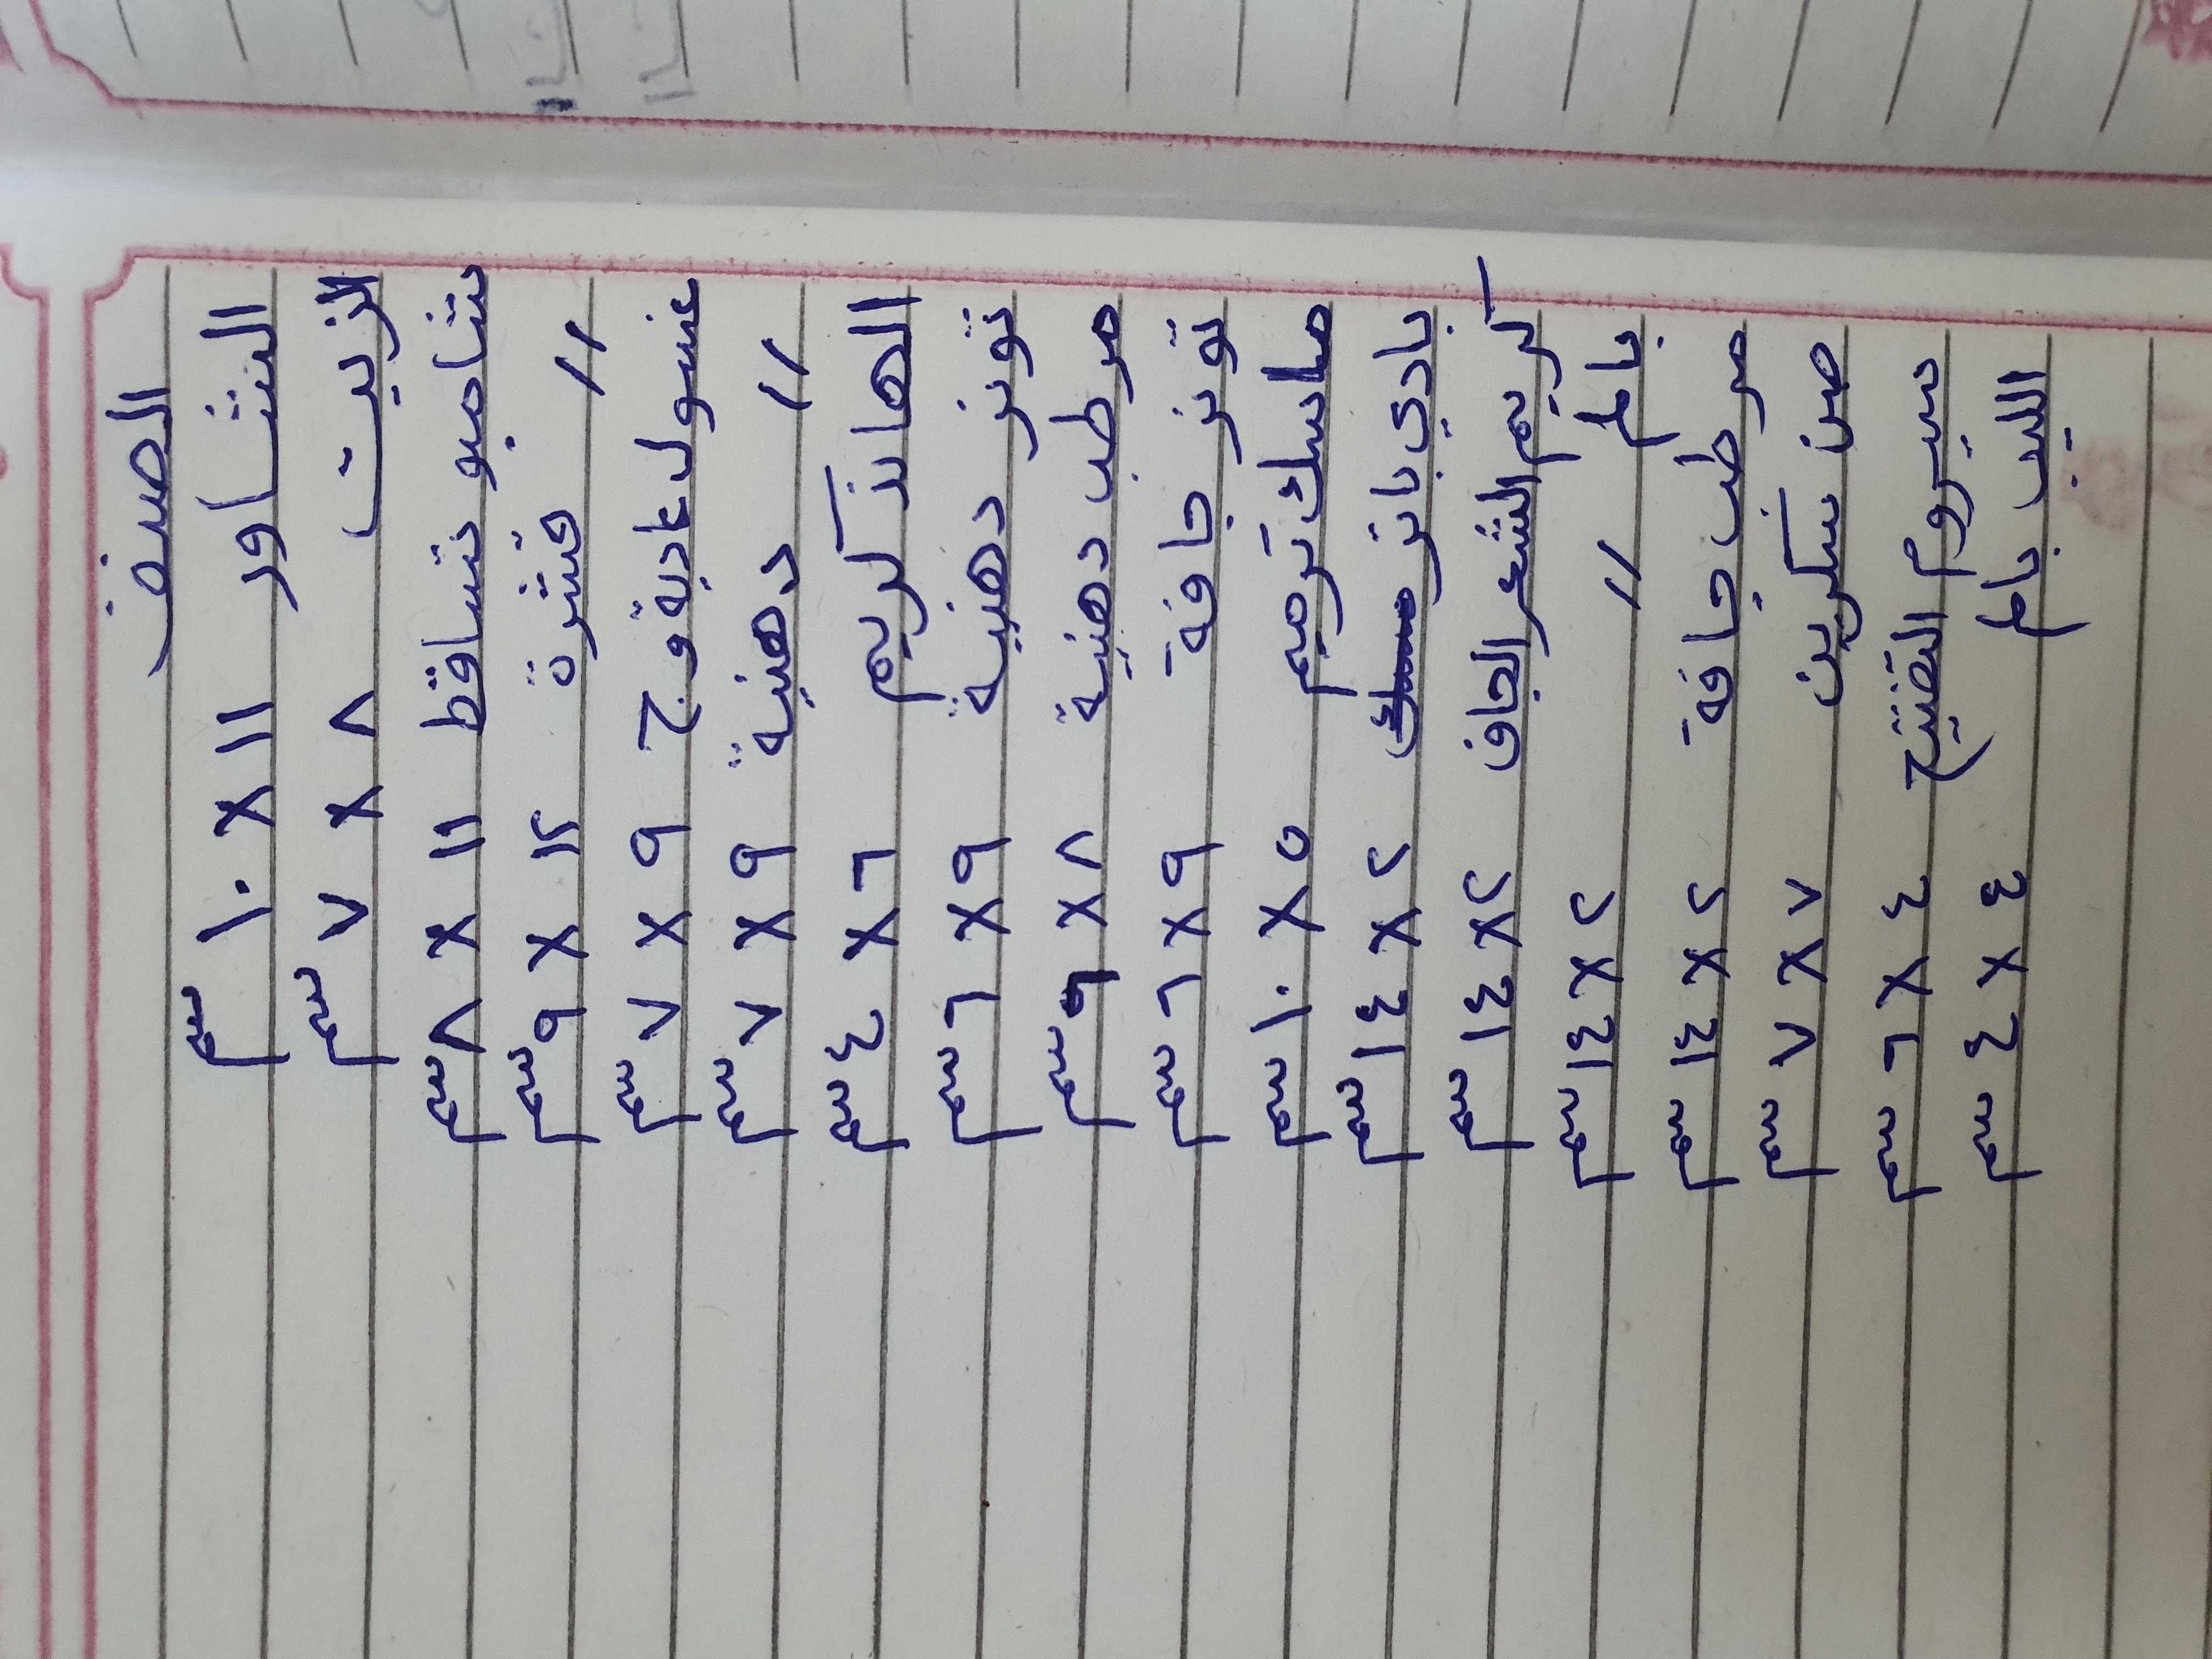 الصنف
الشاور ١١ X ١٠ سم
الزيت ٨ X ٧ سم
شامبو تساقط ١١ X ٨ سم
// قشرة ١٢ X ٩ سم
غسول عادية و ج ٩ X ٧ سم
// دهنية ٩ X ٧ سم
الهاند كريم ٦ X ٤ سم
تونر دهنية ٩ X ٦ سم
مرطب دهنية ٨ X سم
تونر جافة ٩ X ٦ سم
ماسك ترميم ٥ X ١٠ سم
بادي باتر ٢ X ١٤ سم
كريم الشعر الجاف ٢ X ١٤ سم
بالم // ٢ X ١٤ سم
مرطب جافة ٢ X ١٤ سم
صن سكرين ٧ X ٧ سم
سيروم التفتيح ٤ X ٦ سم
الليب بالم ٤ X ٤ سم